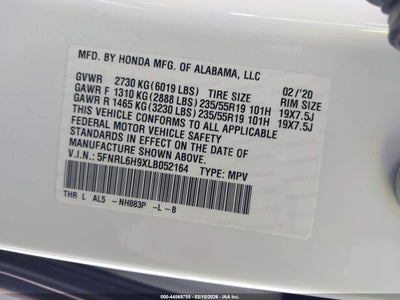 MFD. BY HONDA MFG. OF ALABAMA, LLC
02/'20
GVWR 2730 KG (6019 LBS) TIRE SIZE RIM SIZE
GAWR F 1310 KG (2888 LBS) 235/55R19 101H 19X7.5J
GAWR R 1465 KG (3230 LBS) 235/55R19 101H 19X7.5J
THIS VEHICLE CONFORMS TO ALL APPLICABLE
FEDERAL MOTOR VEHICLE SAFETY
STANDARDS IN EFFECT ON THE DATE OF
MANUFACTURE SHOWN ABOVE.
V.I.N.: 5FNRL6H9XLB052164 TYPE: MPV
THR L AL5 -NH883P -L-B
000-44569755 - 03/10/2026 - IAA Inc.